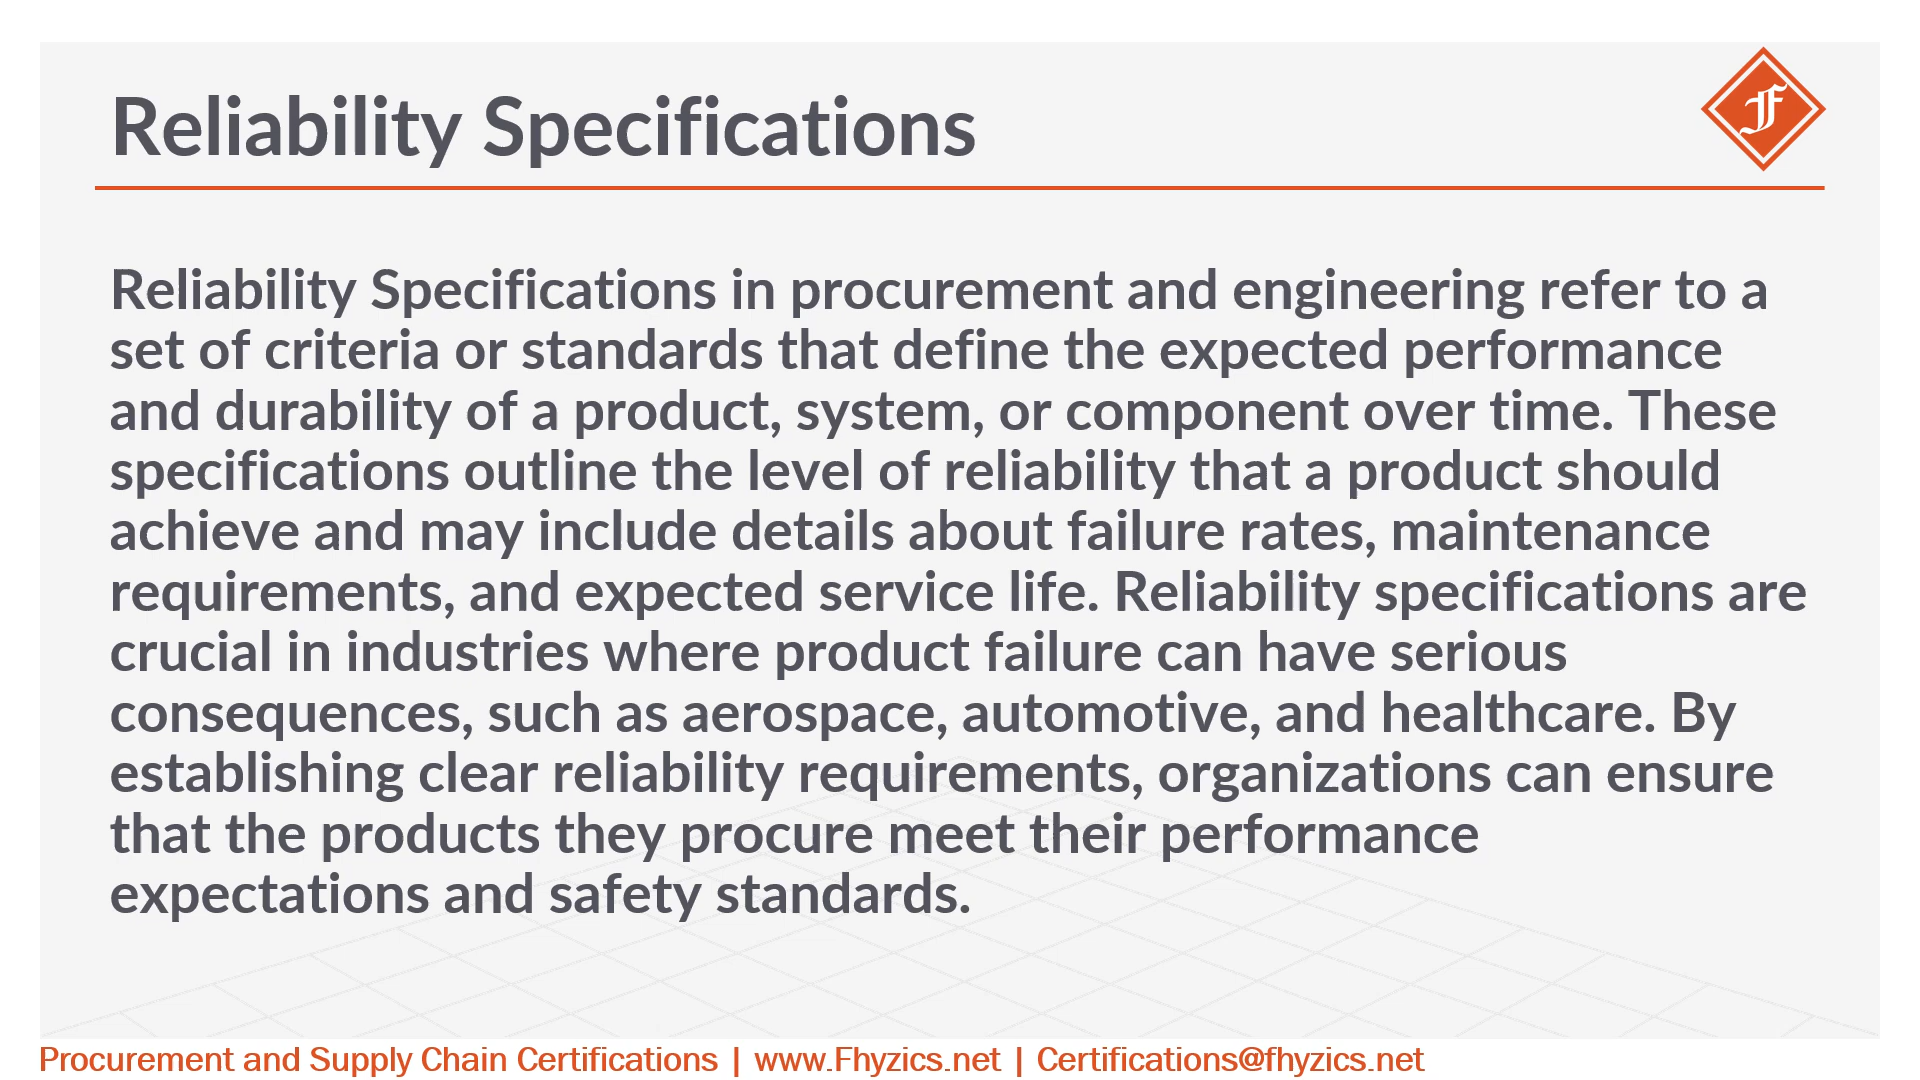 Reliability Specifications
Reliability Specifications in procurement and engineering refer to a
set of criteria or standards that define the expected performance
and durability of a product, system, or component over time. These
specifications outline the level of reliability that a product should
achieve and may include details about failure rates, maintenance
requirements, and expected service life. Reliability specifications are
crucial in industries where product failure can have serious
consequences, such as aerospace, automotive, and healthcare. By
establishing clear reliability requirements, organizations can ensure
that the products they procure meet their performance
expectations and safety standards.
Procurement and Supply Chain Certifications | www.Fhyzics.net | Certifications@fhyzics.net